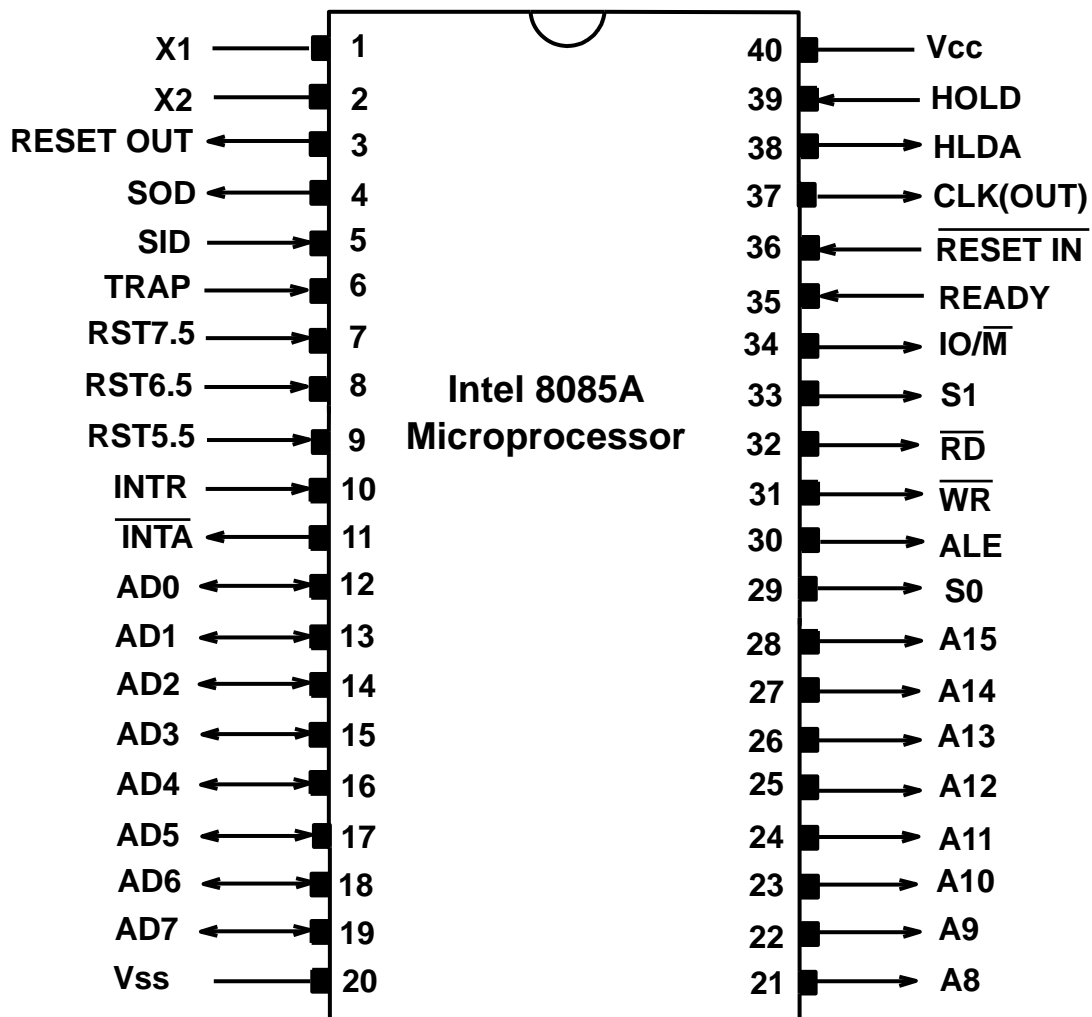 X1 1 40 Vcc
X2 2 39 HOLD
RESET OUT 3 38 HLDA
SOD 4 37 CLK(OUT)
SID 5 36 RESET IN
TRAP 6 35 READY
RST7.5 7 34 IO/M
RST6.5 8 Intel 8085A 33 S1
RST5.5 9 Microprocessor 32 RD
INTR 10 31 WR
INTA 11 30 ALE
AD0 12 29 S0
AD1 13 28 A15
AD2 14 27 A14
AD3 15 26 A13
AD4 16 25 A12
AD5 17 24 A11
AD6 18 23 A10
AD7 19 22 A9
Vss 20 21 A8